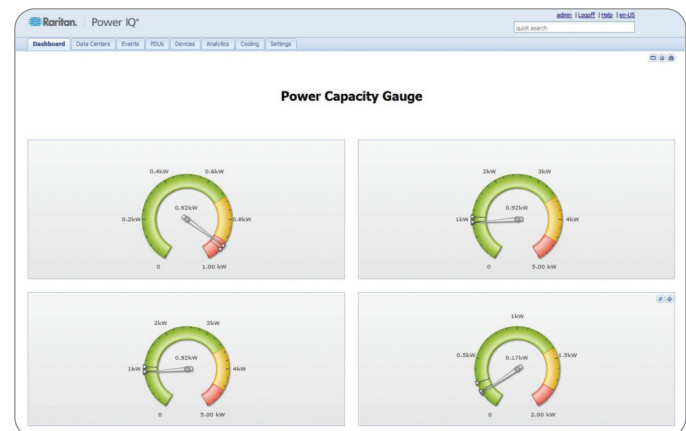 Raritan. | Power IQ®
admin | Logoff | Help | en-US
quick search
Dashboard Data Centers Events PDUs Devices Analytics Cooling Settings
Power Capacity Gauge
0.4kW 0.6kW
0.2kW 0.92kW 0.8kW
0 1.00 kW
2kW 3kW
1kW 0.92kW 4kW
0 5.00 kW
2kW 3kW
1kW 0.92kW 4kW
0 5.00 kW
1kW
0.5kW 0.17kW 1.5kW
0 2.00 kW